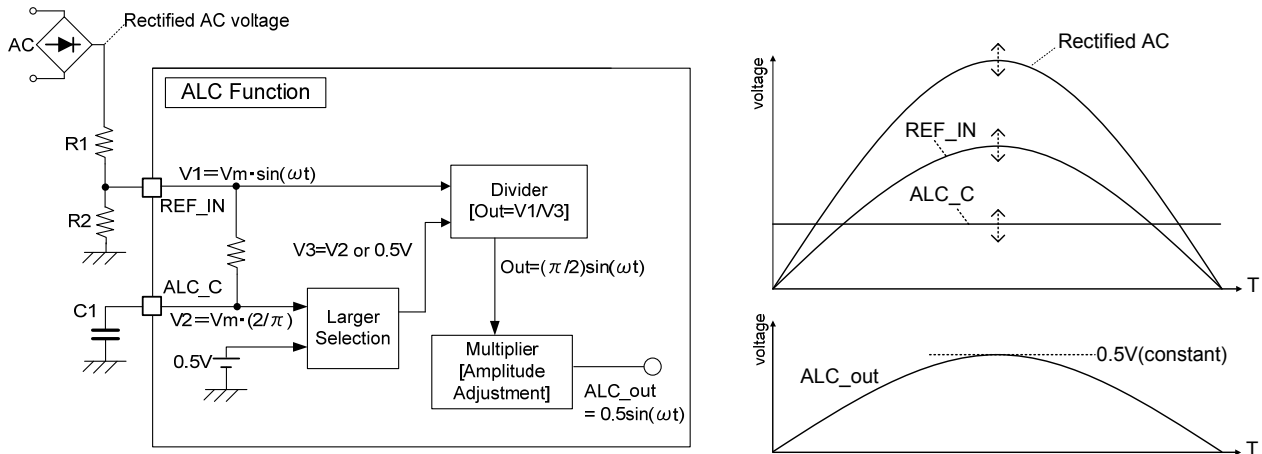 Rectified AC voltage
AC
ALC Function
R1
V1=Vm・sin(ωt)
REF_IN
R2
Divider
[Out=V1/V3]
V3=V2 or 0.5V
Out=(π/2)sin(ωt)
ALC_C
C1
V2=Vm・(2/π)
Larger
Selection
0.5V
Multiplier
[Amplitude
Adjustment]
ALC_out
= 0.5sin(ωt)
voltage
Rectified AC
REF_IN
ALC_C
T
voltage
0.5V(constant)
ALC_out
T